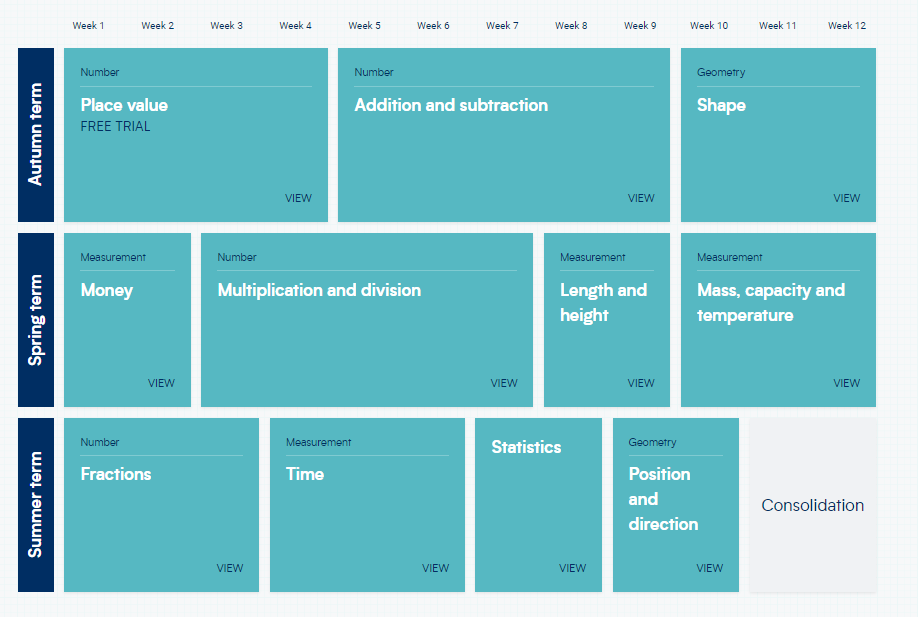 Week 1 Week 2 Week 3 Week 4 Week 5 Week 6 Week 7 Week 8 Week 9 Week 10 Week 11 Week 12
Autumn term
Number
Place value
FREE TRIAL
VIEW
Number
Addition and subtraction
VIEW
Geometry
Shape
VIEW
Spring term
Measurement
Money
VIEW
Number
Multiplication and division
VIEW
Measurement
Length and
height
VIEW
Measurement
Mass, capacity and
temperature
VIEW
Summer term
Number
Fractions
VIEW
Measurement
Time
VIEW
Statistics
VIEW
Geometry
Position
and
direction
VIEW
Consolidation